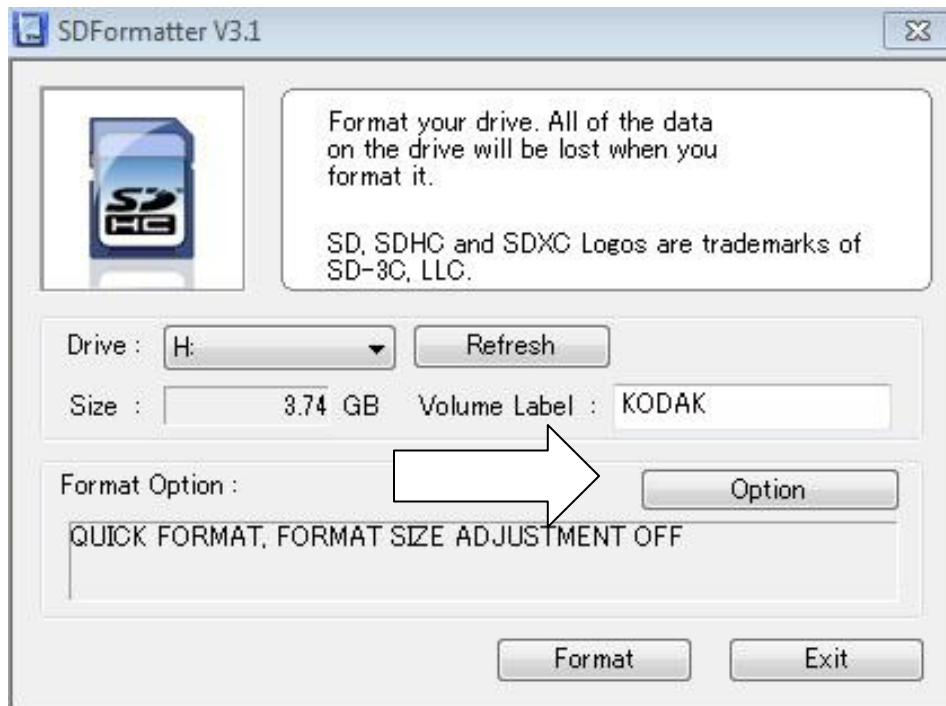 SDFormatter V3.1
Format your drive. All of the data
on the drive will be lost when you
format it.
SD, SDHC and SDXC Logos are trademarks of
SD-3C, LLC.
SD
HC
Drive : H: Refresh
Size : 3.74 GB Volume Label : KODAK
Format Option : Option
QUICK FORMAT, FORMAT SIZE ADJUSTMENT OFF
Format Exit